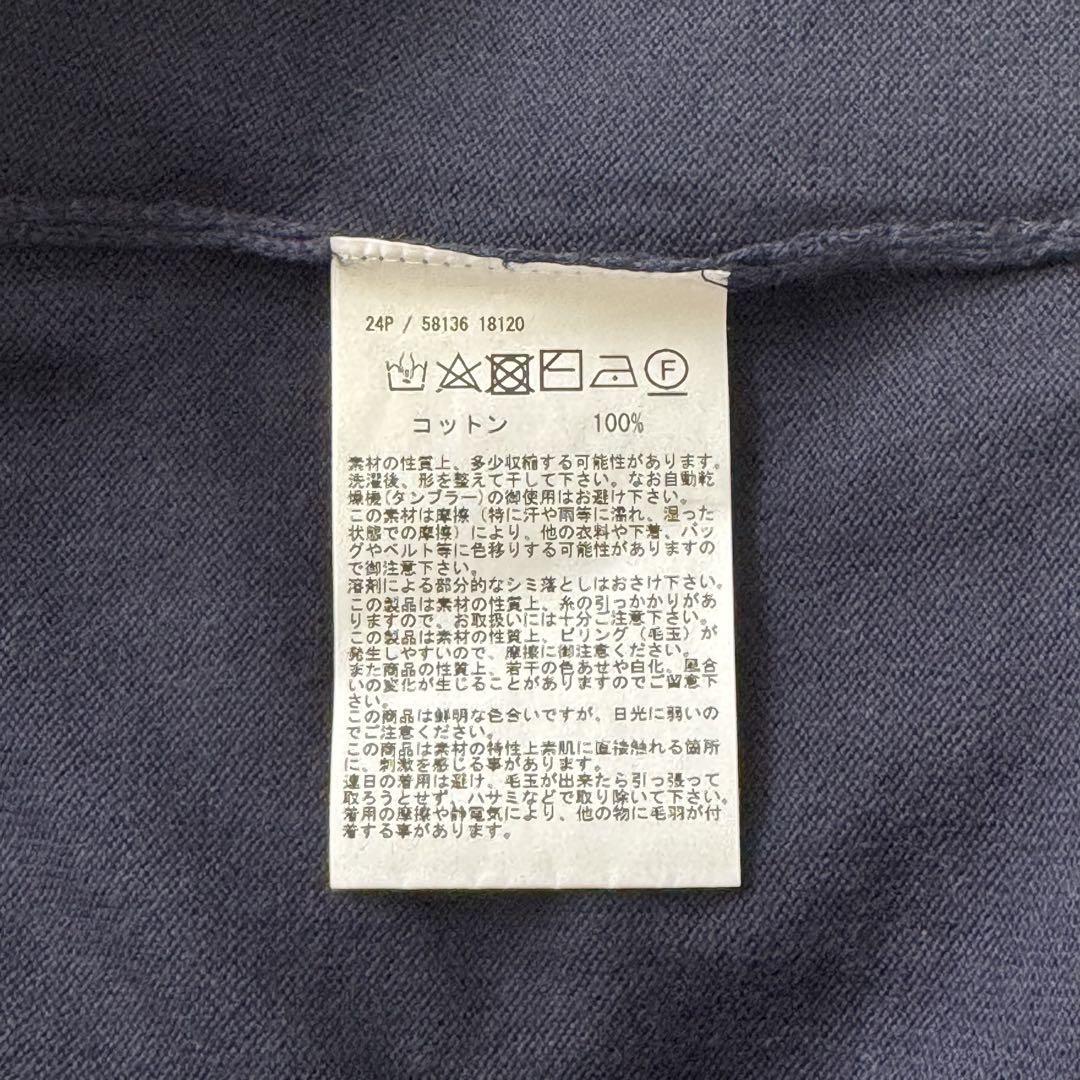 24P / 58136 18120
F
コットン 100%
素材の性質上、多少収縮する可能性があります。
洗濯後、形を整えて干して下さい。なお自動乾
燥機(タンブラー)の御使用はお避け下さい。
この素材は摩擦(特に汗や雨等に濡れ、湿った
状態での摩擦)により、他の衣料や下着、バッ
グやベルト等に色移りする可能性がありますの
で御注意下さい。
溶剤による部分的なシミ落としはおさけ下さい。
この製品は素材の性質上、糸の引っかかりがあ
りますので、お取扱いには十分ご注意下さい。
この製品は素材の性質上、ピリング(毛玉)が
発生しやすいので、摩擦に御注意ください。
また商品の性質上、若干の色あせや白化、風合
いの変化が生じることがありますのでご留意下
さい。
この商品は鮮明な色合いですが、日光に弱いの
でご注意ください。
この商品は素材の特性上素肌に直接触れる箇所
に、刺激を感じる事があります。
連日の着用は避け、毛玉が出来たら引っ張って
取ろうとせず、ハサミなどで取り除いて下さい。
着用の摩擦や静電気により、他の物に毛羽が付
着する事があります。